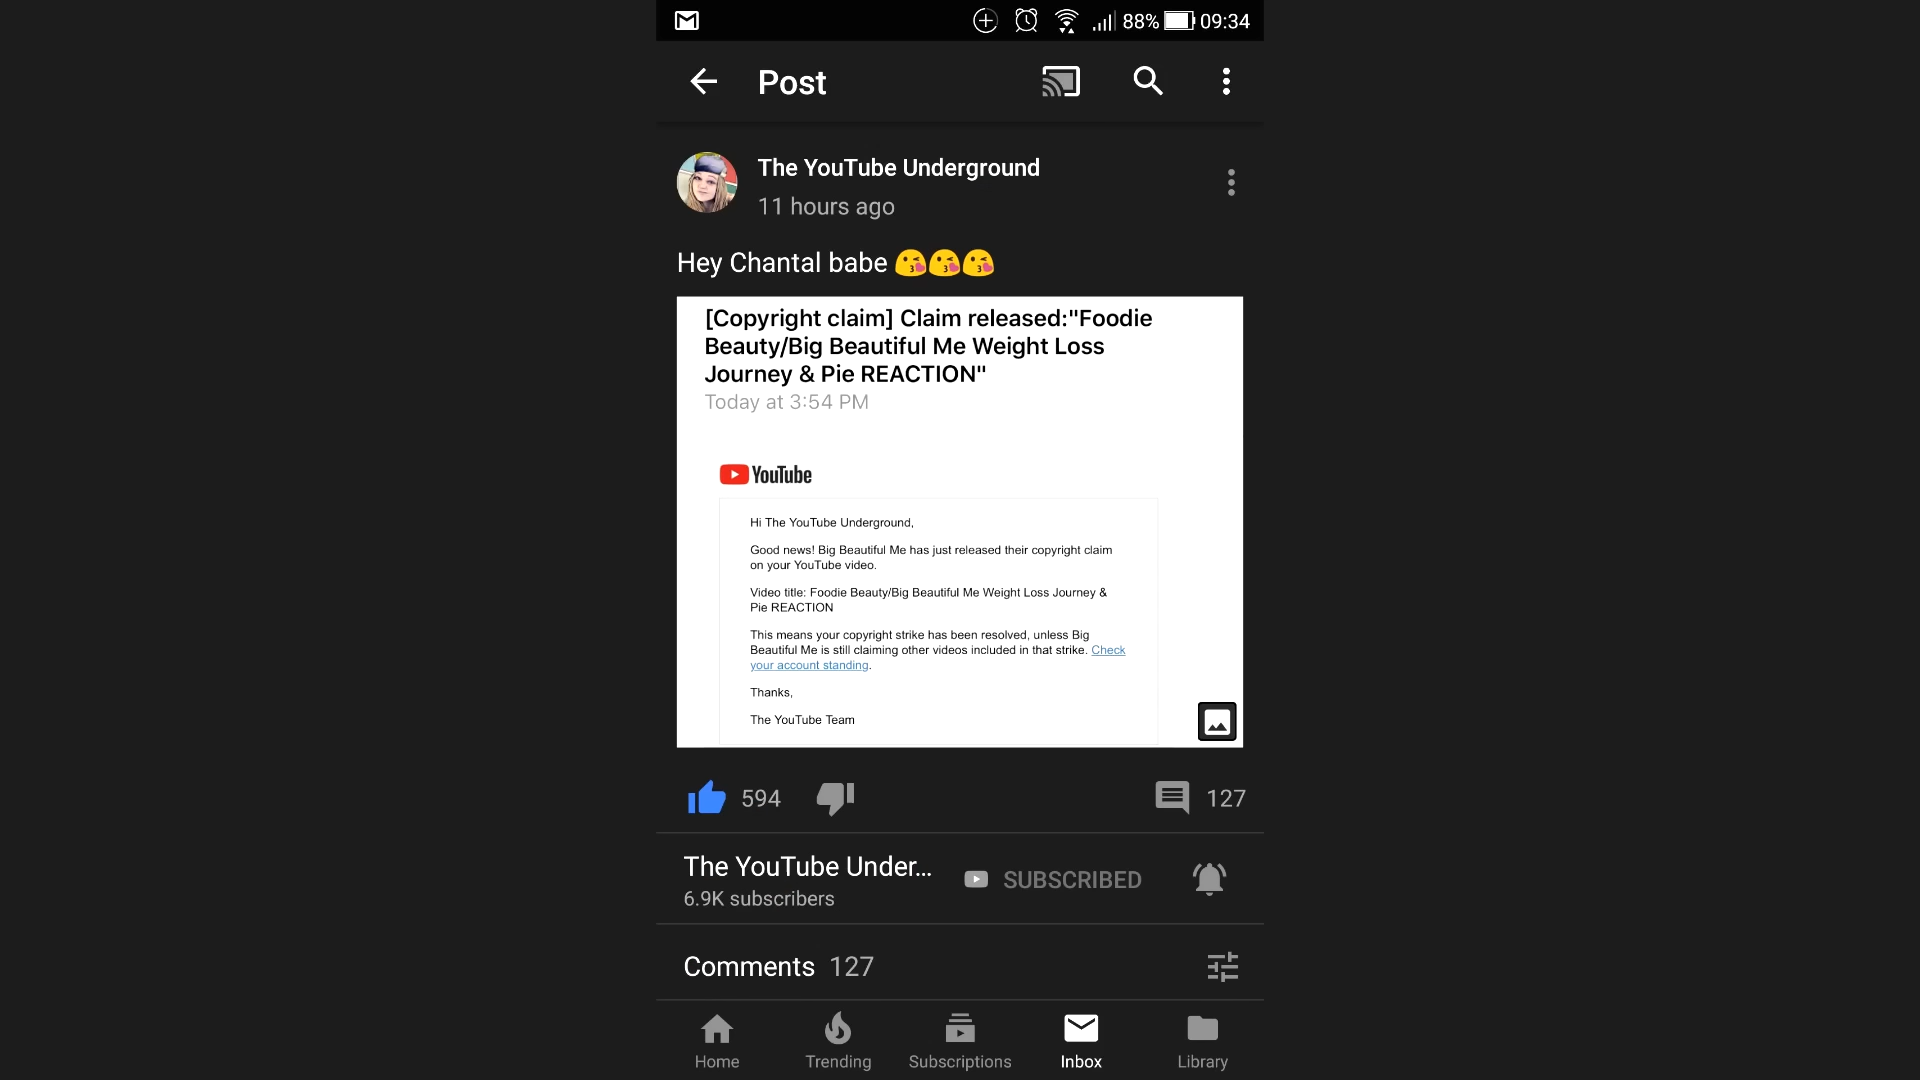 88% 09:34
Post
The YouTube Underground
11 hours ago
Hey Chantal babe 😘😘😘
[Copyright claim] Claim released:"Foodie
Beauty/Big Beautiful Me Weight Loss
Journey & Pie REACTION"
Today at 3:54 PM
YouTube
Hi The YouTube Underground,
Good news! Big Beautiful Me has just released their copyright claim
on your YouTube video.
Video title: Foodie Beauty/Big Beautiful Me Weight Loss Journey &
Pie REACTION
This means your copyright strike has been resolved, unless Big
Beautiful Me is still claiming other videos included in that strike. Check
your account standing.
Thanks,
The YouTube Team
594 127
The YouTube Under... SUBSCRIBED
6.9K subscribers
Comments 127
Home Trending Subscriptions Inbox Library